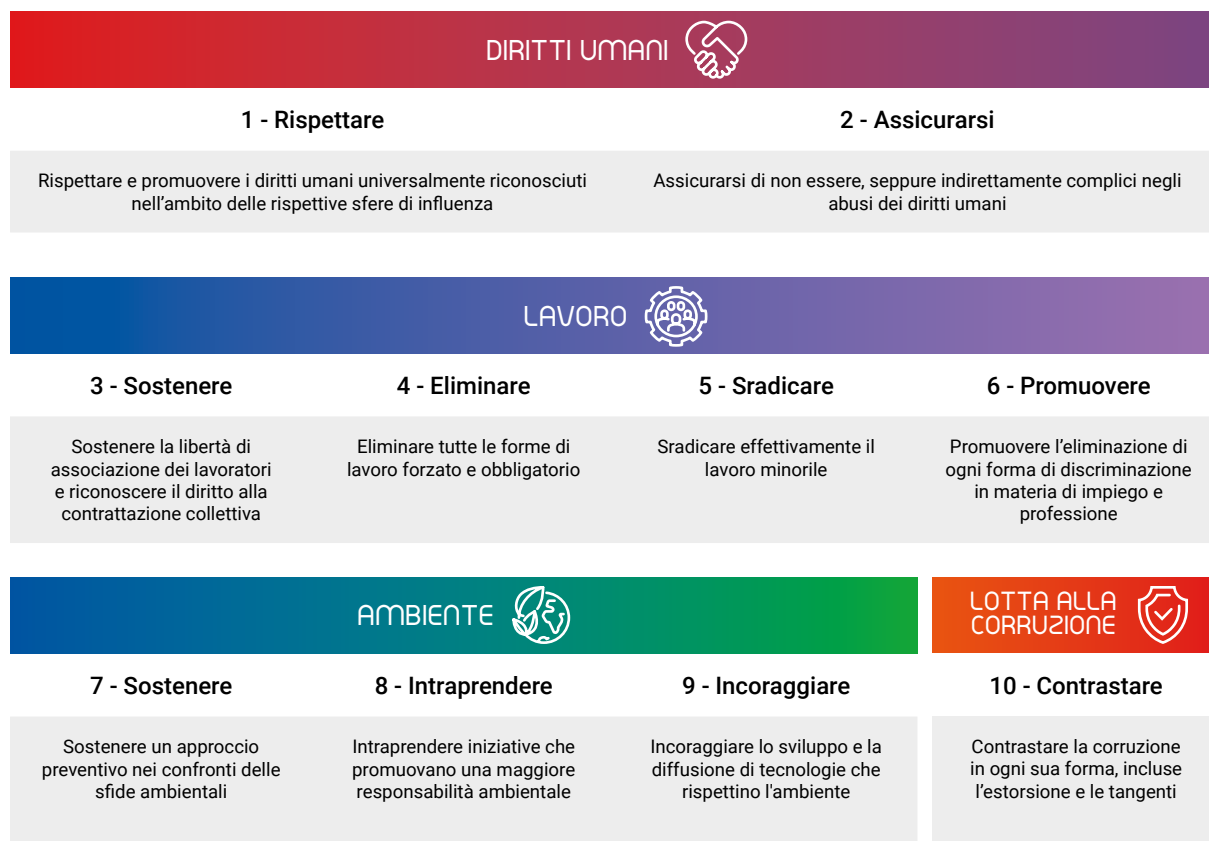 DIRITTI UMANI
1 - Rispettare
2 - Assicurarsi
Rispettare e promuovere i diritti umani universalmente riconosciuti
nell'ambito delle rispettive sfere di influenza
Assicurarsi di non essere, seppure indirettamente complici negli
abusi dei diritti umani
LAVORO
3 - Sostenere
4 - Eliminare
5 - Sradicare
6 - Promuovere
Sostenere la libertà di
associazione dei lavoratori
e riconoscere il diritto alla
contrattazione collettiva
Eliminare tutte le forme di
lavoro forzato e obbligatorio
Sradicare effettivamente il
lavoro minorile
Promuovere l’eliminazione di
ogni forma di discriminazione
in materia di impiego e
professione
AMBIENTE
LOTTA ALLA
CORRUZIONE
7 - Sostenere
8 - Intraprendere
9 - Incoraggiare
10 - Contrastare
Sostenere un approccio
preventivo nei confronti delle
sfide ambientali
Intraprendere iniziative che
promuovano una maggiore
responsabilità ambientale
Incoraggiare lo sviluppo e la
diffusione di tecnologie che
rispettino l'ambiente
Contrastare la corruzione
in ogni sua forma, incluse
l’estorsione e le tangenti